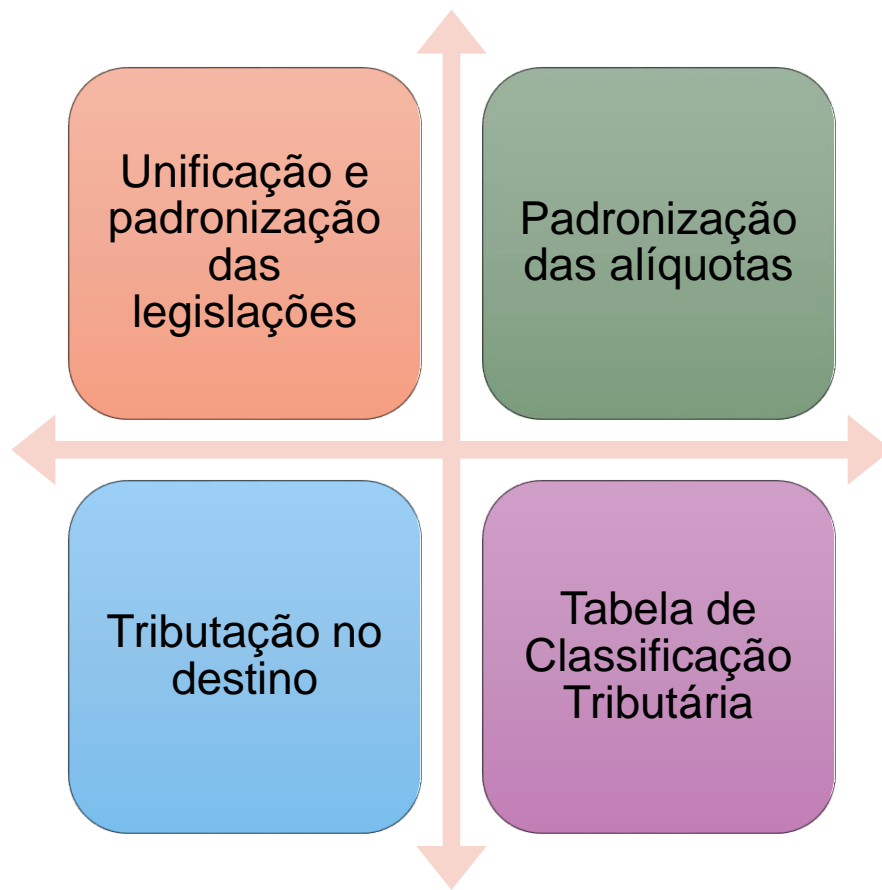 Unificação e
padronização
das
legislações
Padronização
das alíquotas
Tributação no
destino
Tabela de
Classificação
Tributária